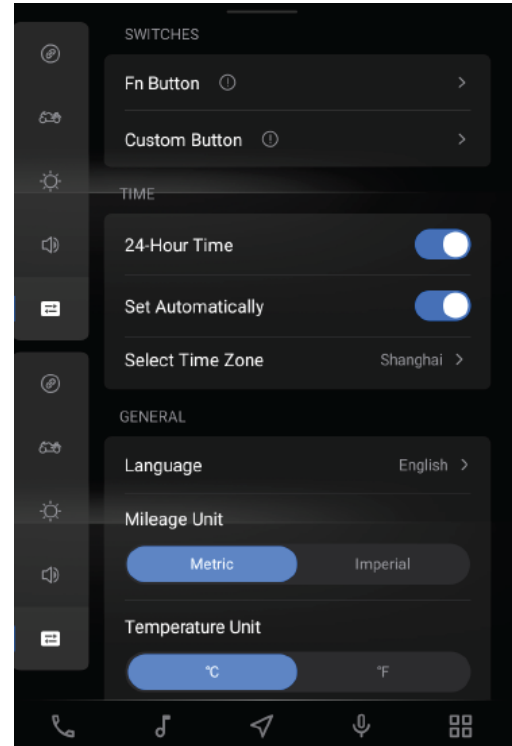 SWITCHES
Fn Button
Custom Button
TIME
24-Hour Time
Set Automatically
Select Time Zone Shanghai
GENERAL
Language English
Mileage Unit
Metric Imperial
Temperature Unit
℃ ℉